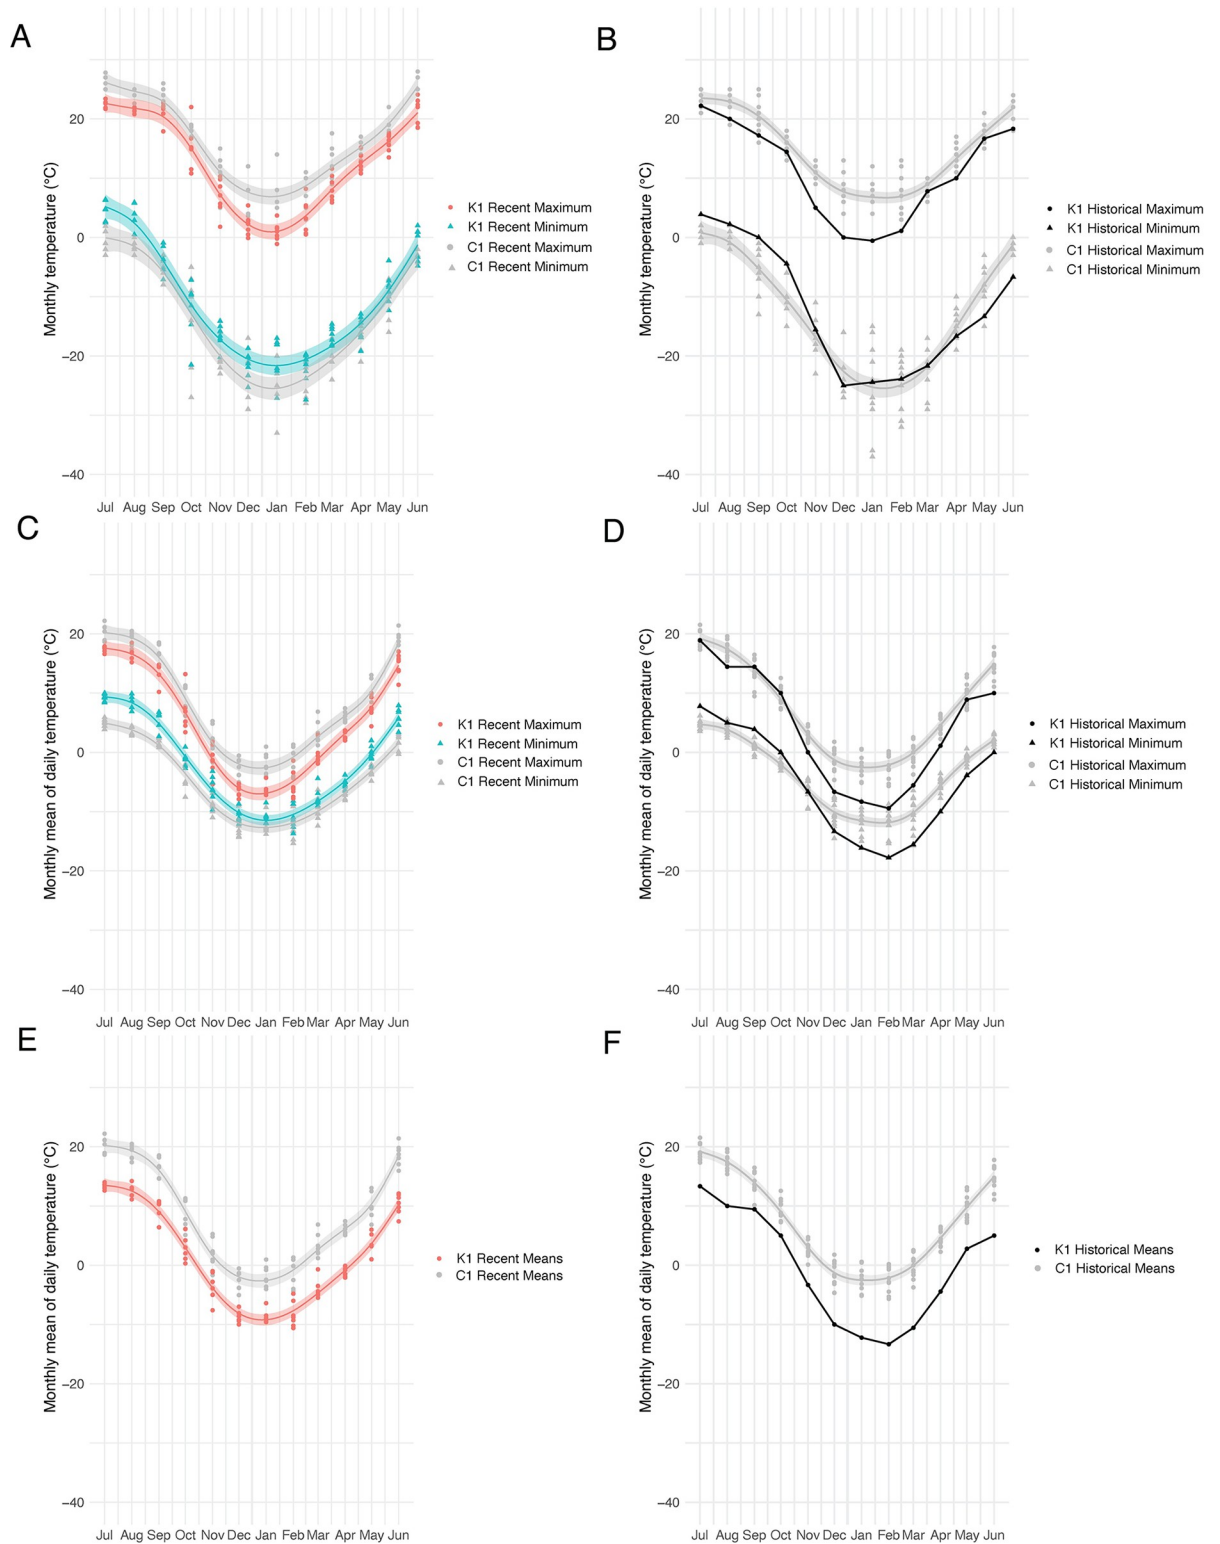 A
Monthly temperature (°C)
20
0
−20
−40
Jul Aug Sep Oct Nov Dec Jan Feb Mar Apr May Jun
K1 Recent Maximum
K1 Recent Minimum
C1 Recent Maximum
C1 Recent Minimum
B
Monthly temperature (°C)
20
0
−20
−40
Jul Aug Sep Oct Nov Dec Jan Feb Mar Apr May Jun
K1 Historical Maximum
K1 Historical Minimum
C1 Historical Maximum
C1 Historical Minimum
C
Monthly mean of daily temperature (°C)
20
0
−20
−40
Jul Aug Sep Oct Nov Dec Jan Feb Mar Apr May Jun
K1 Recent Maximum
K1 Recent Minimum
C1 Recent Maximum
C1 Recent Minimum
D
Monthly mean of daily temperature (°C)
20
0
−20
−40
Jul Aug Sep Oct Nov Dec Jan Feb Mar Apr May Jun
K1 Historical Maximum
K1 Historical Minimum
C1 Historical Maximum
C1 Historical Minimum
E
Monthly mean of daily temperature (°C)
20
0
−20
−40
Jul Aug Sep Oct Nov Dec Jan Feb Mar Apr May Jun
K1 Recent Means
C1 Recent Means
F
Monthly mean of daily temperature (°C)
20
0
−20
−40
Jul Aug Sep Oct Nov Dec Jan Feb Mar Apr May Jun
K1 Historical Means
C1 Historical Means